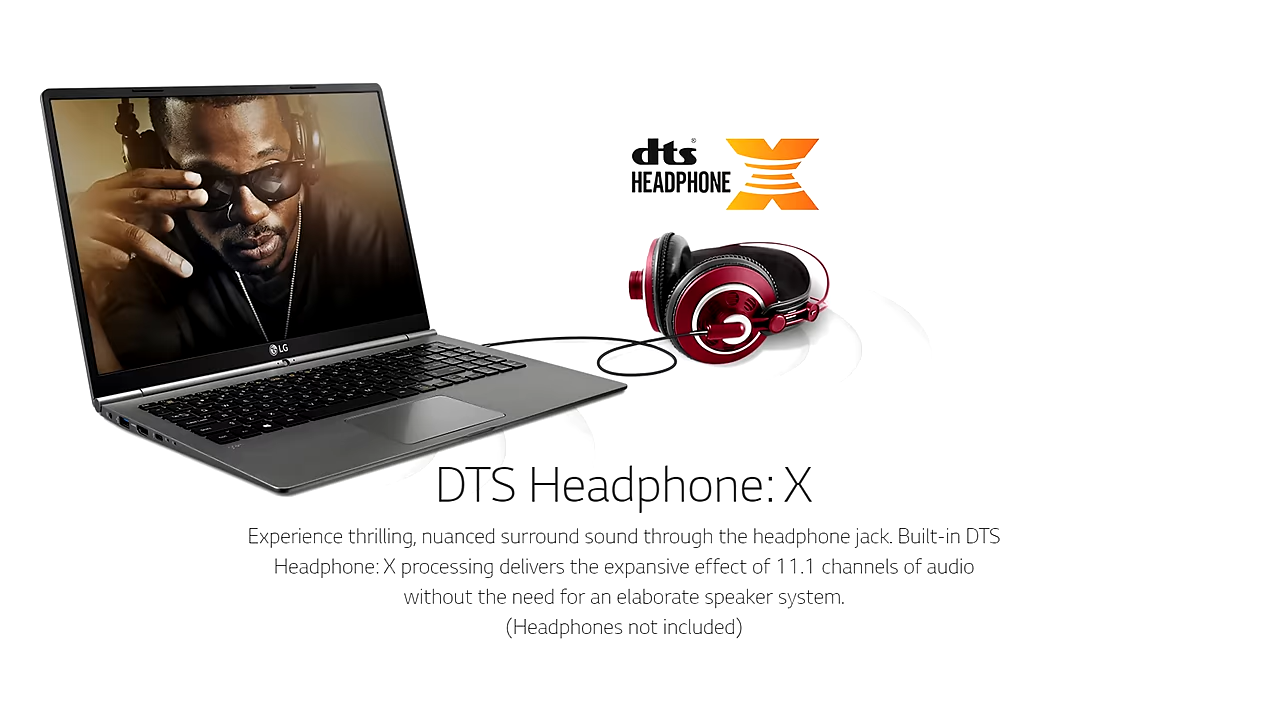 dts®
HEADPHONE X
LG
DTS Headphone: X
Experience thrilling, nuanced surround sound through the headphone jack. Built-in DTS
Headphone: X processing delivers the expansive effect of 11.1 channels of audio
without the need for an elaborate speaker system.
(Headphones not included)